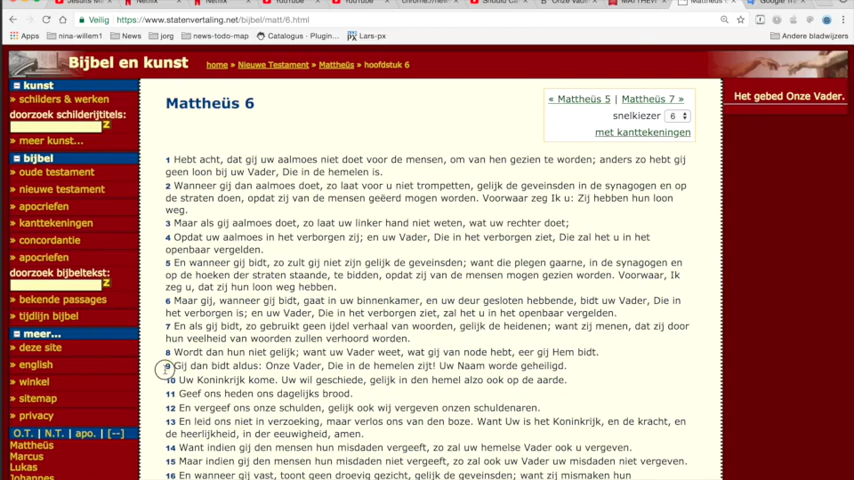 Jesaius M
Netflix
Netflix
YouTube
YouTube
chrome://
Should C
Onze Va
MATTHEV
Mattheüs
Google Tra
Veilig
https://www.statenvertaling.net/bijbel/matt/6.html
Apps
nina-willem1
News
jorg
news-todo-map
Catalogus - Plugin...
PX Lars-px
Andere bladwijzers
Bijbel en kunst
home » Nieuwe Testament » Mattheüs » hoofdstuk 6
kunst
» schilders & werken
doorzoek schilderijtitels:
» meer kunst...
bijbel
» oude testament
» nieuwe testament
» apocriefen
» kanttekeningen
» concordantie
» apocriefen
doorzoek bijbeltekst:
» bekende passages
» tijdlijn bijbel
meer...
» deze site
» english
» winkel
» sitemap
» privacy
O.T. | N.T. | apo. | [--]
Mattheüs
Marcus
Lukas
Johannes
Mattheüs 6
« Mattheüs 5 | Mattheüs 7 »
snelkiezer 6
met kanttekeningen
1 Hebt acht, dat gij uw aalmoes niet doet voor de mensen, om van hen gezien te worden; anders zo hebt gij
geen loon bij uw Vader, Die in de hemelen is.
2 Wanneer gij dan aalmoes doet, zo laat voor u niet trompetten, gelijk de geveinsden in de synagogen en op
de straten doen, opdat zij van de mensen geëerd mogen worden. Voorwaar zeg Ik u: Zij hebben hun loon
weg.
3 Maar als gij aalmoes doet, zo laat uw linker hand niet weten, wat uw rechter doet;
4 Opdat uw aalmoes in het verborgen zij; en uw Vader, Die in het verborgen ziet, Die zal het u in het
openbaar vergelden.
5 En wanneer gij bidt, zo zult gij niet zijn gelijk de geveinsden; want die plegen gaarne, in de synagogen en
op de hoeken der straten staande, te bidden, opdat zij van de mensen mogen gezien worden. Voorwaar, Ik
zeg u, dat zij hun loon weg hebben.
6 Maar gij, wanneer gij bidt, gaat in uw binnenkamer, en uw deur gesloten hebbende, bidt uw Vader, Die in
het verborgen is; en uw Vader, Die in het verborgen ziet, zal het u in het openbaar vergelden.
7 En als gij bidt, zo gebruikt geen ijdel verhaal van woorden, gelijk de heidenen; want zij menen, dat zij door
hun veelheid van woorden zullen verhoord worden.
8 Wordt dan hun niet gelijk; want uw Vader weet, wat gij van node hebt, eer gij Hem bidt.
9 Gij dan bidt aldus: Onze Vader, Die in de hemelen zijt! Uw Naam worde geheiligd.
10 Uw Koninkrijk kome. Uw wil geschiede, gelijk in den hemel alzo ook op de aarde.
11 Geef ons heden ons dagelijks brood.
12 En vergeef ons onze schulden, gelijk ook wij vergeven onzen schuldenaren.
13 En leid ons niet in verzoeking, maar verlos ons van den boze. Want Uw is het Koninkrijk, en de kracht, en
de heerlijkheid, in der eeuwigheid, amen.
14 Want indien gij den mensen hun misdaden vergeeft, zo zal uw hemelse Vader ook u vergeven.
15 Maar indien gij den mensen hun misdaden niet vergeeft, zo zal ook uw Vader uw misdaden niet vergeven.
16 En wanneer gij vast, toont geen droevig gezicht, gelijk de geveinsden; want zij mismaken hun
Het gebed Onze Vader.